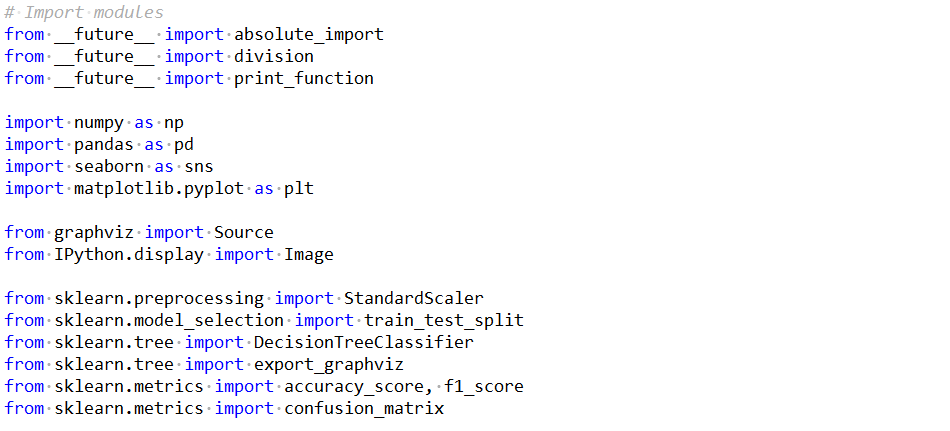 # Import modules
from __future__ import absolute_import
from __future__ import division
from __future__ import print_function
import numpy as np
import pandas as pd
import seaborn as sns
import matplotlib.pyplot as plt
from graphviz import Source
from IPython.display import Image
from sklearn.preprocessing import StandardScaler
from sklearn.model_selection import train_test_split
from sklearn.tree import DecisionTreeClassifier
from sklearn.tree import export_graphviz
from sklearn.metrics import accuracy_score, f1_score
from sklearn.metrics import confusion_matrix